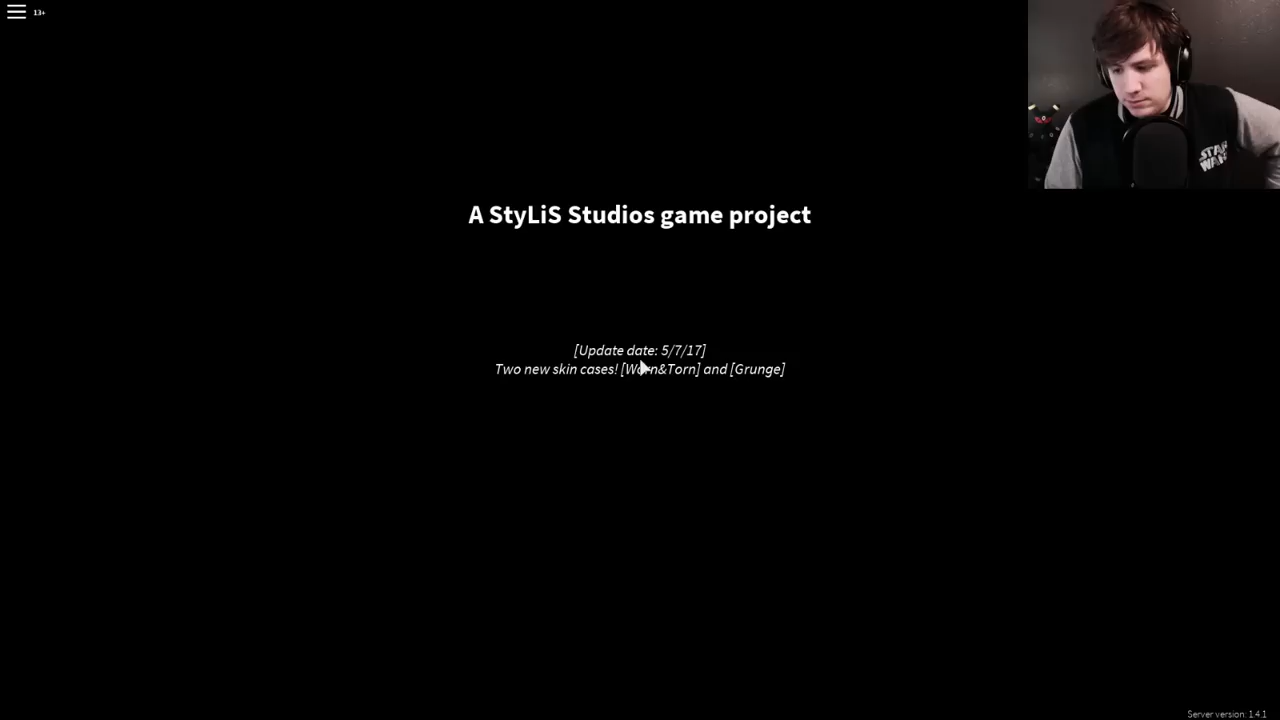 13+
STAR
WARS
A StyLiS Studios game project
[Update date: 5/7/17]
Two new skin cases! [Worn&Torn] and [Grunge]
Server version: 1.4.1